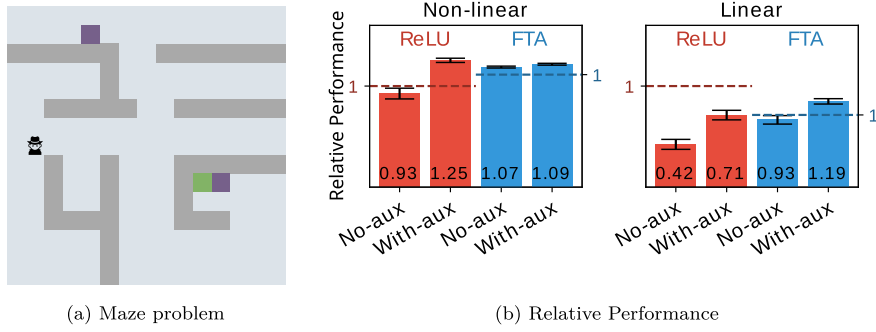 Non-linear
Linear
Relative Performance
ReLU
FTA
ReLU
FTA
1
1
1
1
0.93
1.25
1.07
1.09
0.42
0.71
0.93
1.19
No-aux
With-aux
No-aux
With-aux
No-aux
With-aux
No-aux
With-aux
(a) Maze problem
(b) Relative Performance